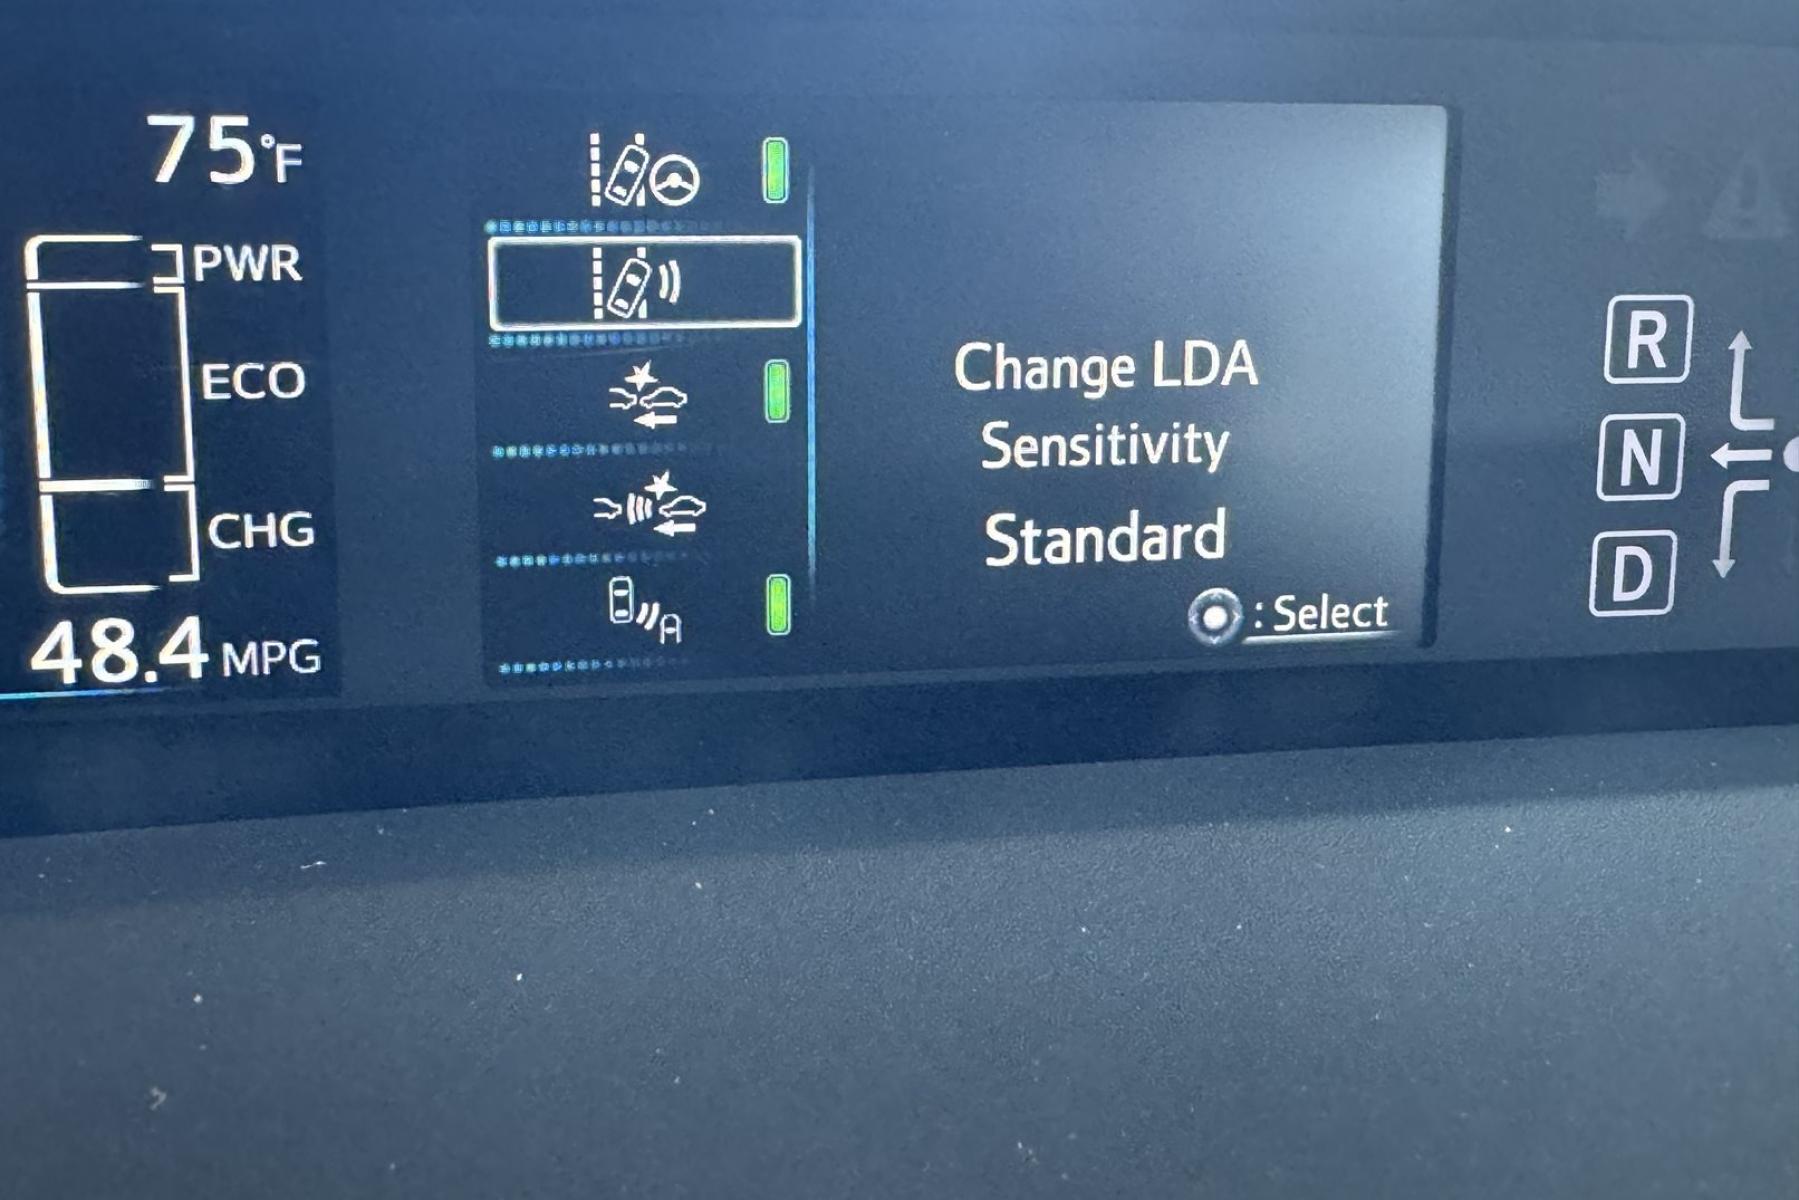 75°F
PWR
ECO
CHG
48.4 MPG
Change LDA
Sensitivity
Standard
: Select
R
N
D